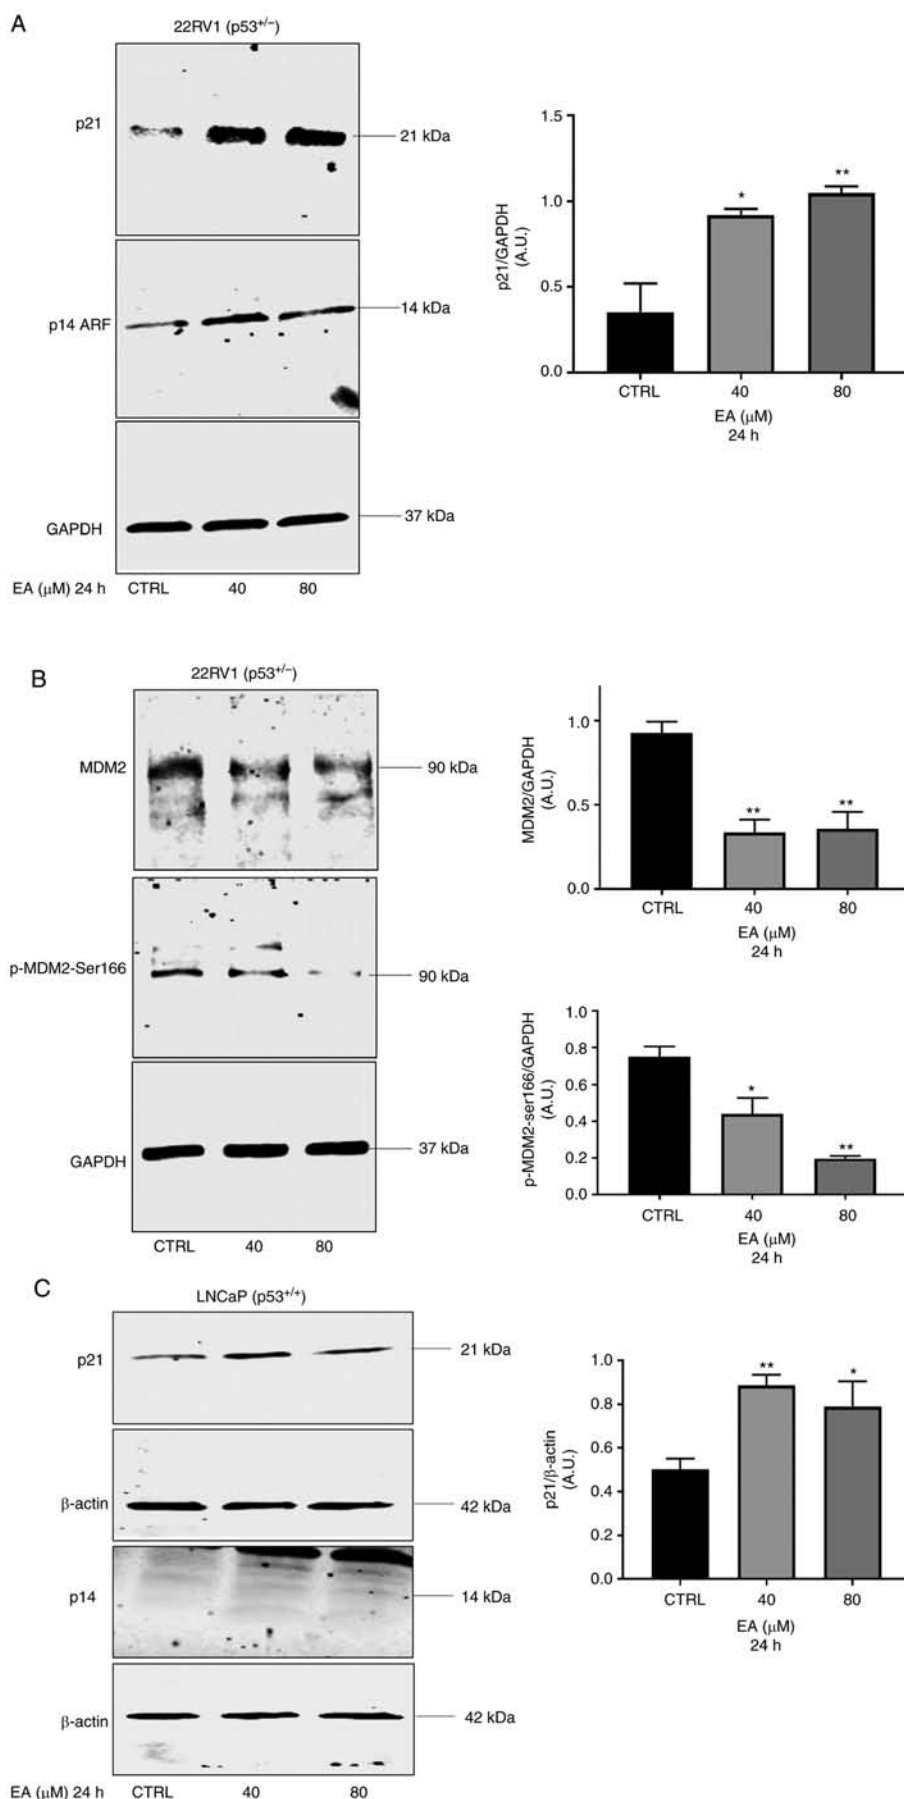 A
22RV1 (p53+/–)
p21
21 kDa
p14 ARF
14 kDa
GAPDH
37 kDa
EA (μM) 24 h CTRL 40 80
p21/GAPDH
(A.U.)
1.5
1.0
0.5
0.0
*
**
CTRL 40 80
EA (μM)
24 h
B
22RV1 (p53+/–)
MDM2
90 kDa
p-MDM2-Ser166
90 kDa
GAPDH
37 kDa
CTRL 40 80
MDM2/GAPDH
(A.U.)
1.0
0.5
0.0
**
**
CTRL 40 80
EA (μM)
24 h
p-MDM2-ser166/GAPDH
(A.U.)
1.0
0.8
0.6
0.4
0.2
0.0
*
**
CTRL 40 80
EA (μM)
24 h
C
LNCaP (p53+/+)
p21
21 kDa
β-actin
42 kDa
p14
14 kDa
β-actin
42 kDa
EA (μM) 24 h CTRL 40 80
p21/β-actin
(A.U.)
1.0
0.8
0.6
0.4
0.2
0.0
**
*
CTRL 40 80
EA (μM)
24 h